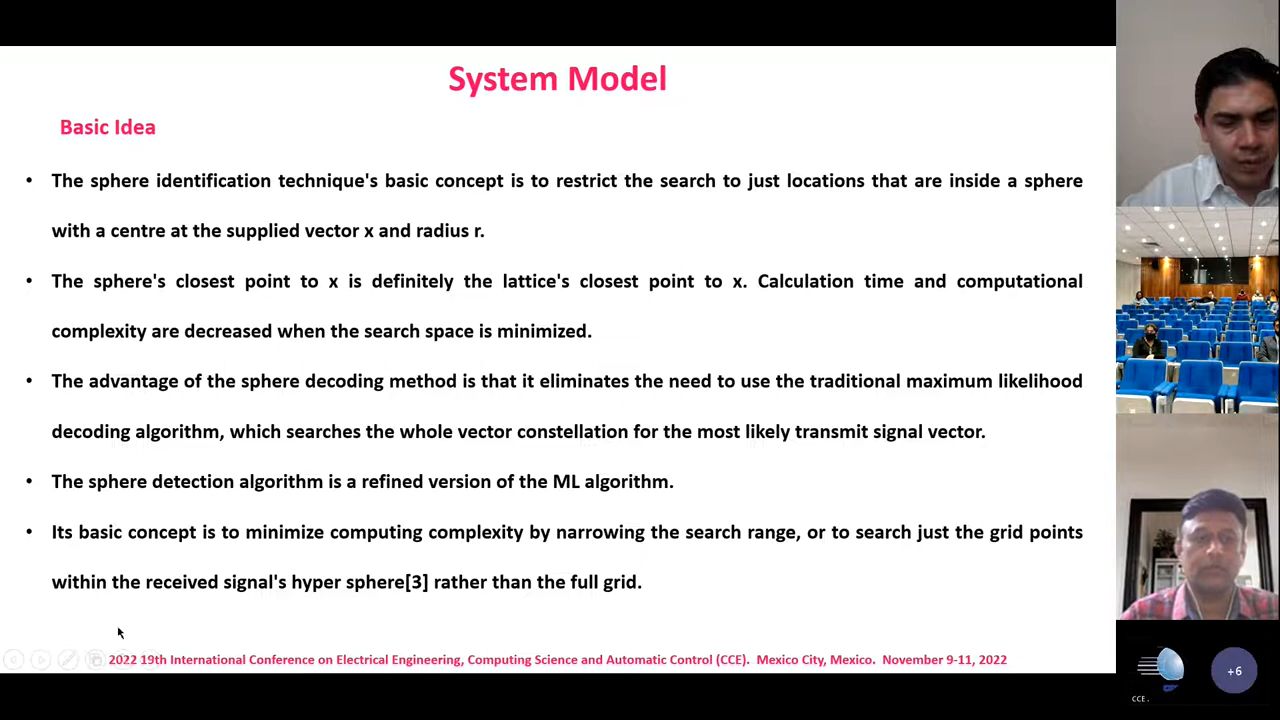 System Model
Basic Idea
• The sphere identification technique's basic concept is to restrict the search to just locations that are inside a sphere
with a centre at the supplied vector x and radius r.
• The sphere's closest point to x is definitely the lattice's closest point to x. Calculation time and computational
complexity are decreased when the search space is minimized.
• The advantage of the sphere decoding method is that it eliminates the need to use the traditional maximum likelihood
decoding algorithm, which searches the whole vector constellation for the most likely transmit signal vector.
• The sphere detection algorithm is a refined version of the ML algorithm.
• Its basic concept is to minimize computing complexity by narrowing the search range, or to search just the grid points
within the received signal's hyper sphere[3] rather than the full grid.
2022 19th International Conference on Electrical Engineering, Computing Science and Automatic Control (CCE). Mexico City, Mexico. November 9-11, 2022
+6
CCE .